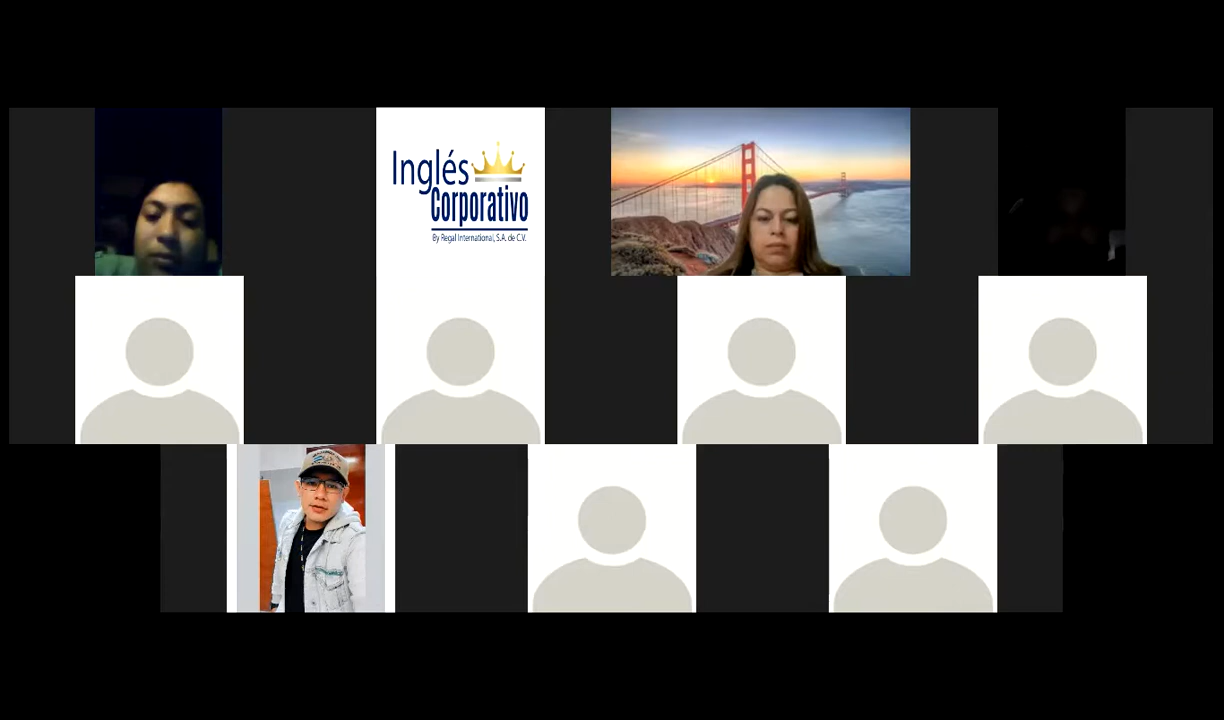 Inglés
Corporativo
By Regal International, S.A. de C.V.